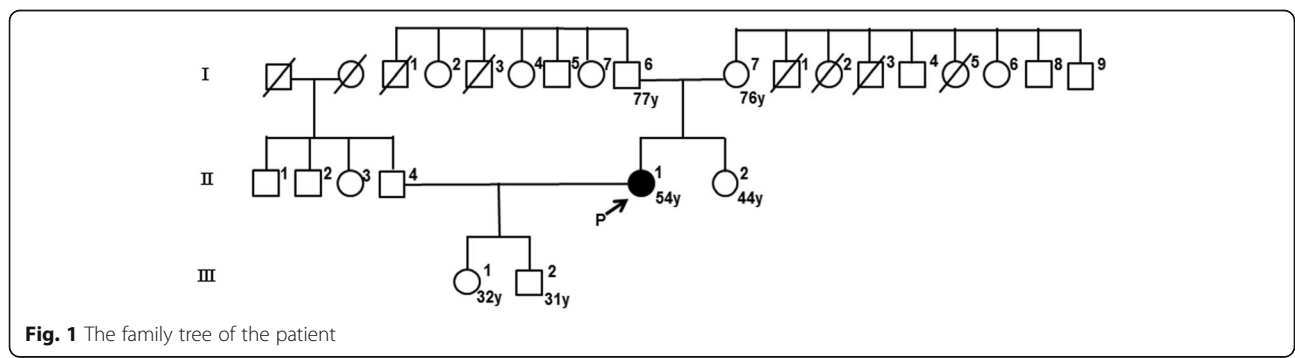 I 1 2 3 4 5 7 6 7 1 2 3 4 5 6 8 9
77y 76y
II 1 2 3 4 1 2
54y 44y
P
III 1 2
32y 31y
Fig. 1 The family tree of the patient